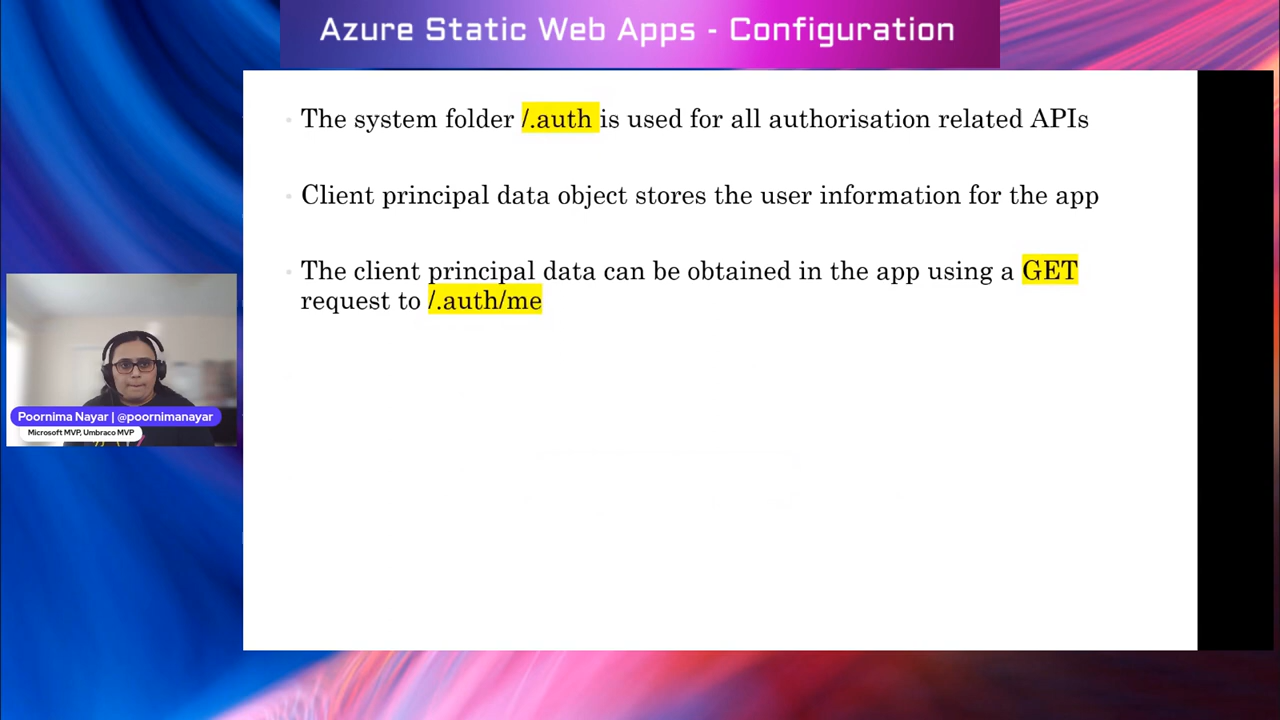 Azure Static Web Apps - Configuration
The system folder /.auth is used for all authorisation related APIs
Client principal data object stores the user information for the app
The client principal data can be obtained in the app using a GET
request to /.auth/me
Poornima Nayar | @poornimanayar
Microsoft MVP, Umbraco MVP